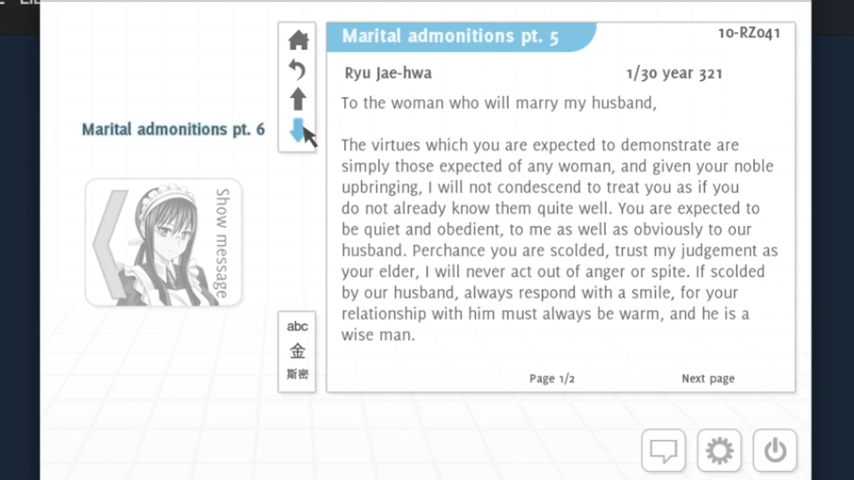 Marital admonitions pt. 5
10-RZ041
Ryu Jae-hwa
1/30 year 321
To the woman who will marry my husband,
The virtues which you are expected to demonstrate are
simply those expected of any woman, and given your noble
upbringing, I will not condescend to treat you as if you
do not already know them quite well. You are expected to
be quiet and obedient, to me as well as obviously to our
husband. Perchance you are scolded, trust my judgement as
your elder, I will never act out of anger or spite. If scolded
by our husband, always respond with a smile, for your
relationship with him must always be warm, and he is a
wise man.
Page 1/2
Next page
Marital admonitions pt. 6
Show message
abc
金
斯密